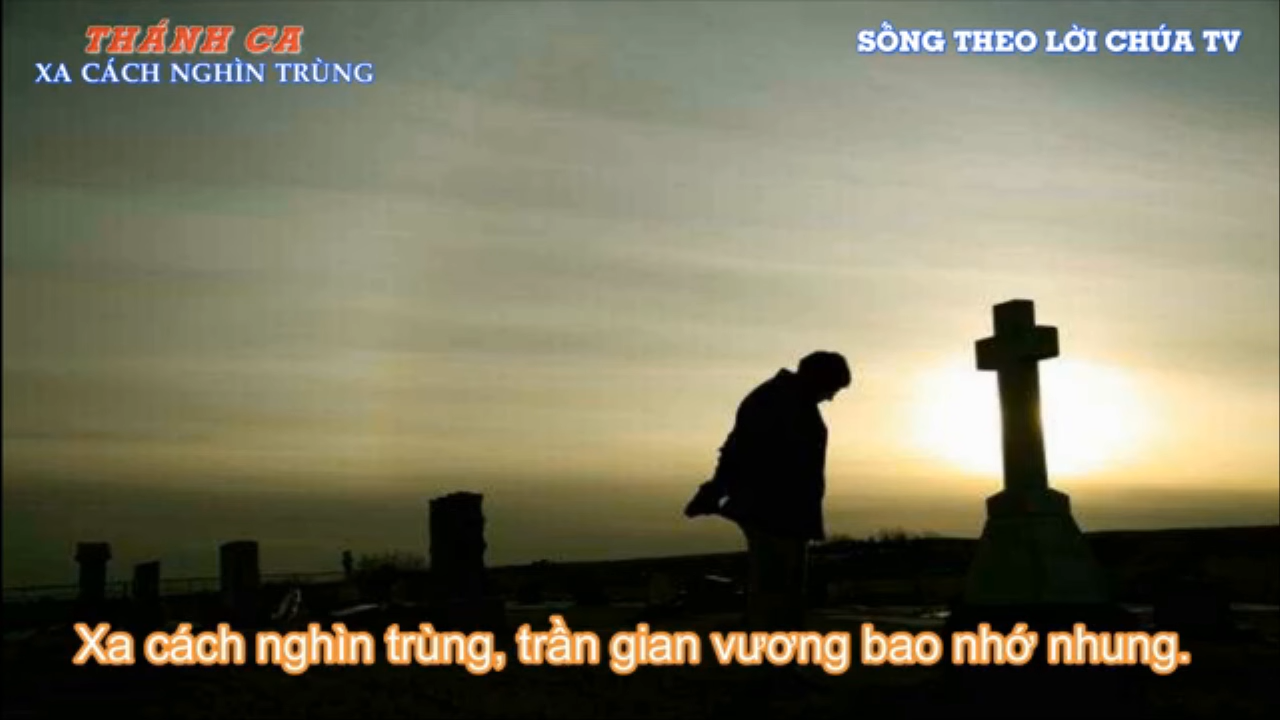 THÁNH CA
XA CÁCH NGHÌN TRÙNG
SỐNG THEO LỜI CHÚA TV
Xa cách nghìn trùng, trần gian vương bao nhớ nhung.